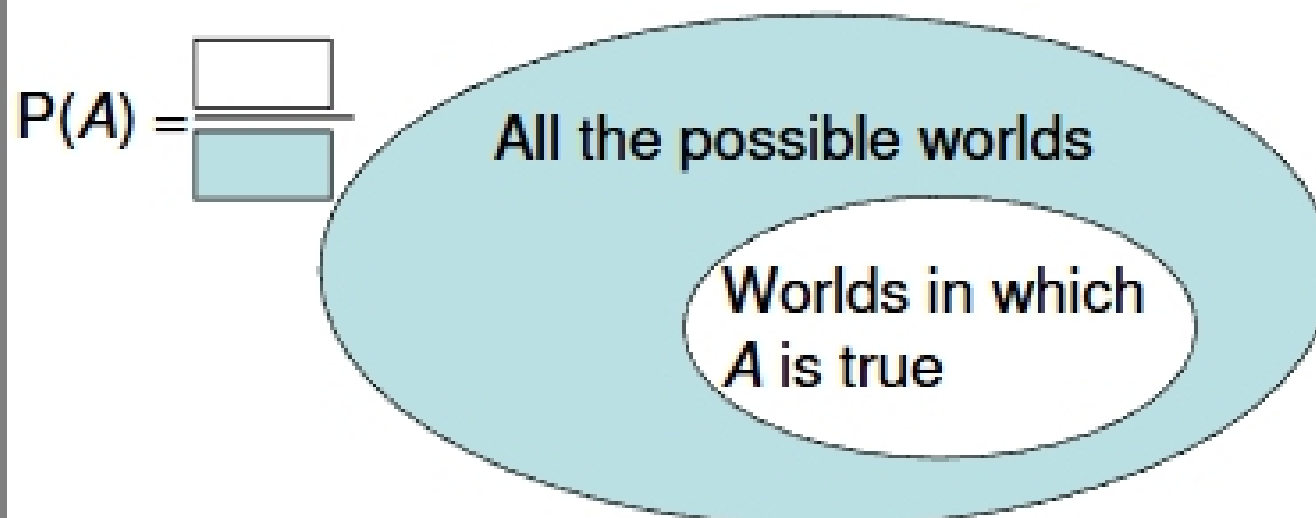 P(A) =
All the possible worlds
Worlds in which
A is true